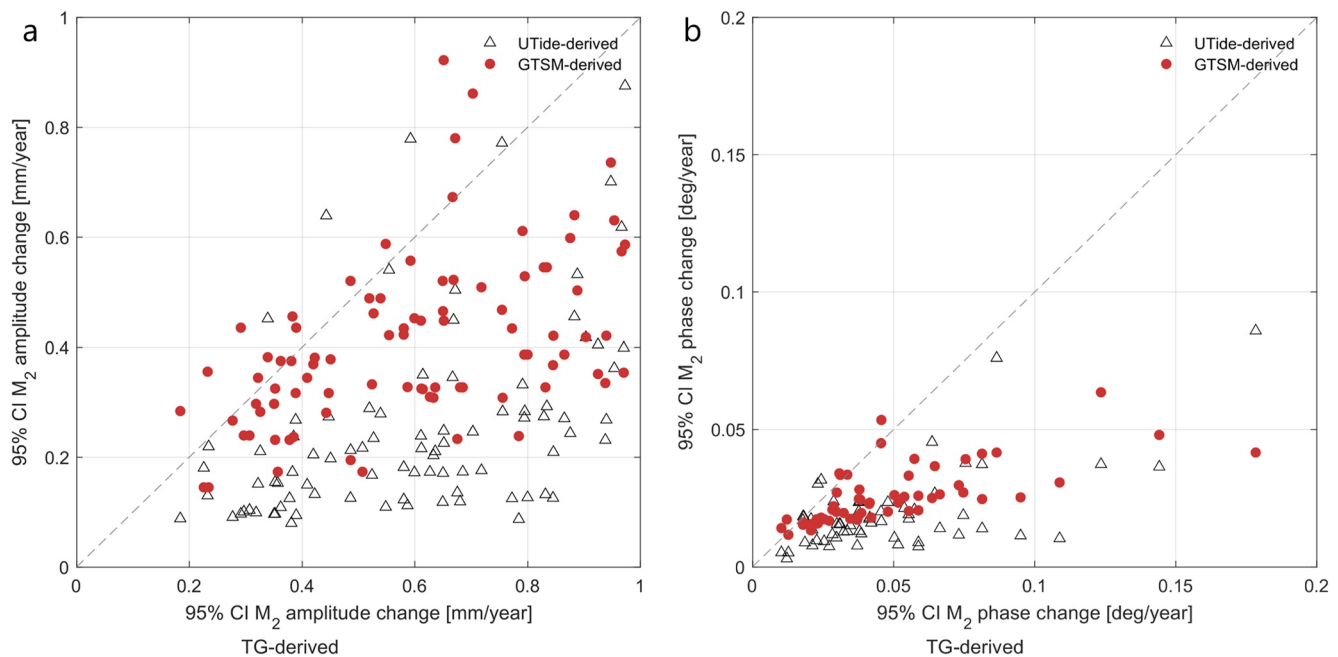 a
1
0.8
0.6
0.4
0.2
0
95% CI M2 amplitude change [mm/year]
UTide-derived
GTSM-derived
0
0.2
0.4
0.6
0.8
1
95% CI M2 amplitude change [mm/year]
TG-derived
b
0.2
0.15
0.1
0.05
0
95% CI M2 phase change [deg/year]
UTide-derived
GTSM-derived
0
0.05
0.1
0.15
0.2
95% CI M2 phase change [deg/year]
TG-derived